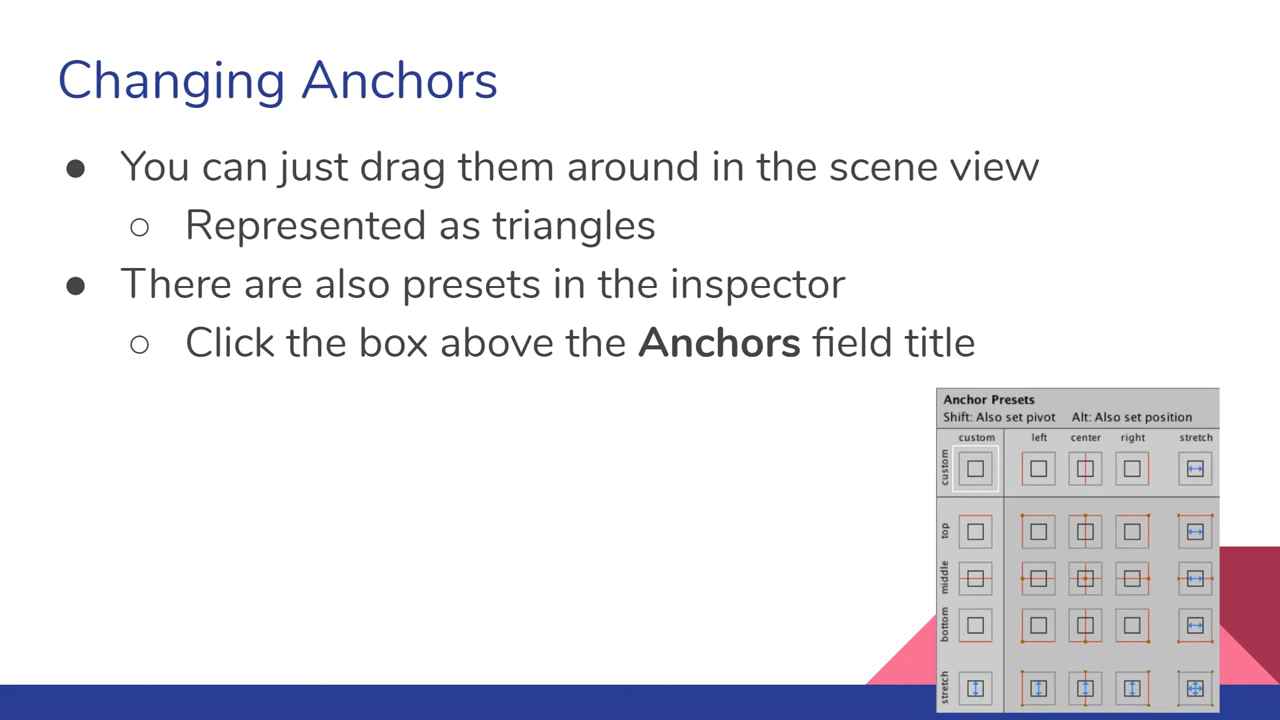 Changing Anchors
● You can just drag them around in the scene view
○ Represented as triangles
● There are also presets in the inspector
○ Click the box above the Anchors field title
Anchor Presets
Shift: Also set pivot Alt: Also set position
custom left center right stretch
custom
top
middle
bottom
stretch